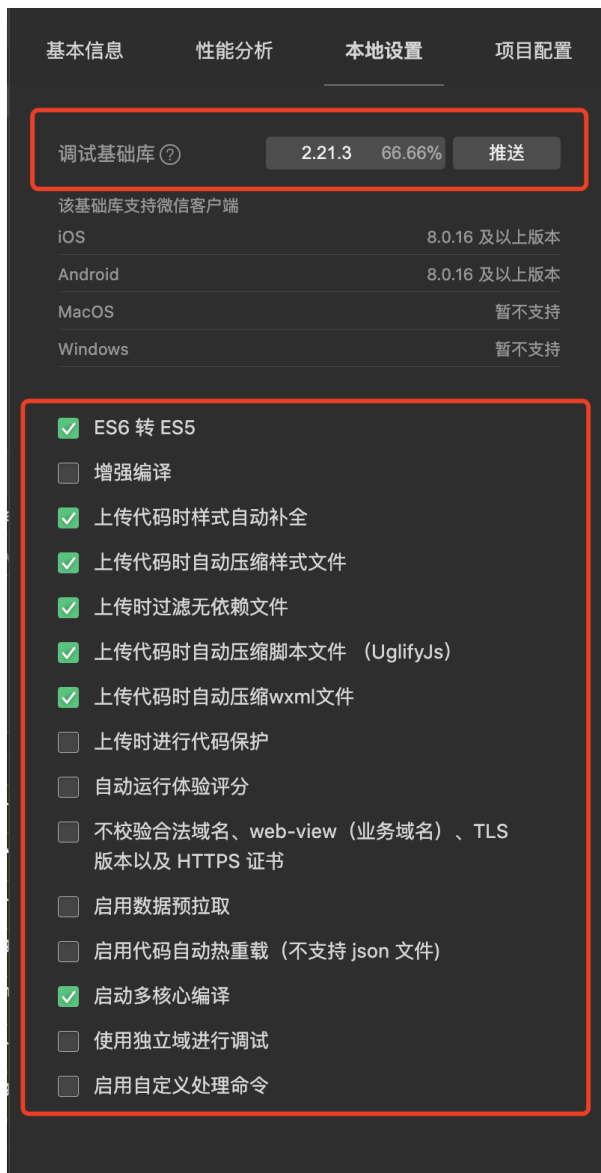 基本信息 性能分析 本地设置 项目配置
调试基础库 ? 2.21.3 66.66% 推送
该基础库支持微信客户端
iOS 8.0.16 及以上版本
Android 8.0.16 及以上版本
MacOS 暂不支持
Windows 暂不支持
ES6 转 ES5
增强编译
上传代码时样式自动补全
上传代码时自动压缩样式文件
上传时过滤无依赖文件
上传代码时自动压缩脚本文件 （UglifyJs）
上传代码时自动压缩wxml文件
上传时进行代码保护
自动运行体验评分
不校验合法域名、web-view（业务域名）、TLS
版本以及 HTTPS 证书
启用数据预拉取
启用代码自动热重载（不支持 json 文件)
启动多核心编译
使用独立域进行调试
启用自定义处理命令